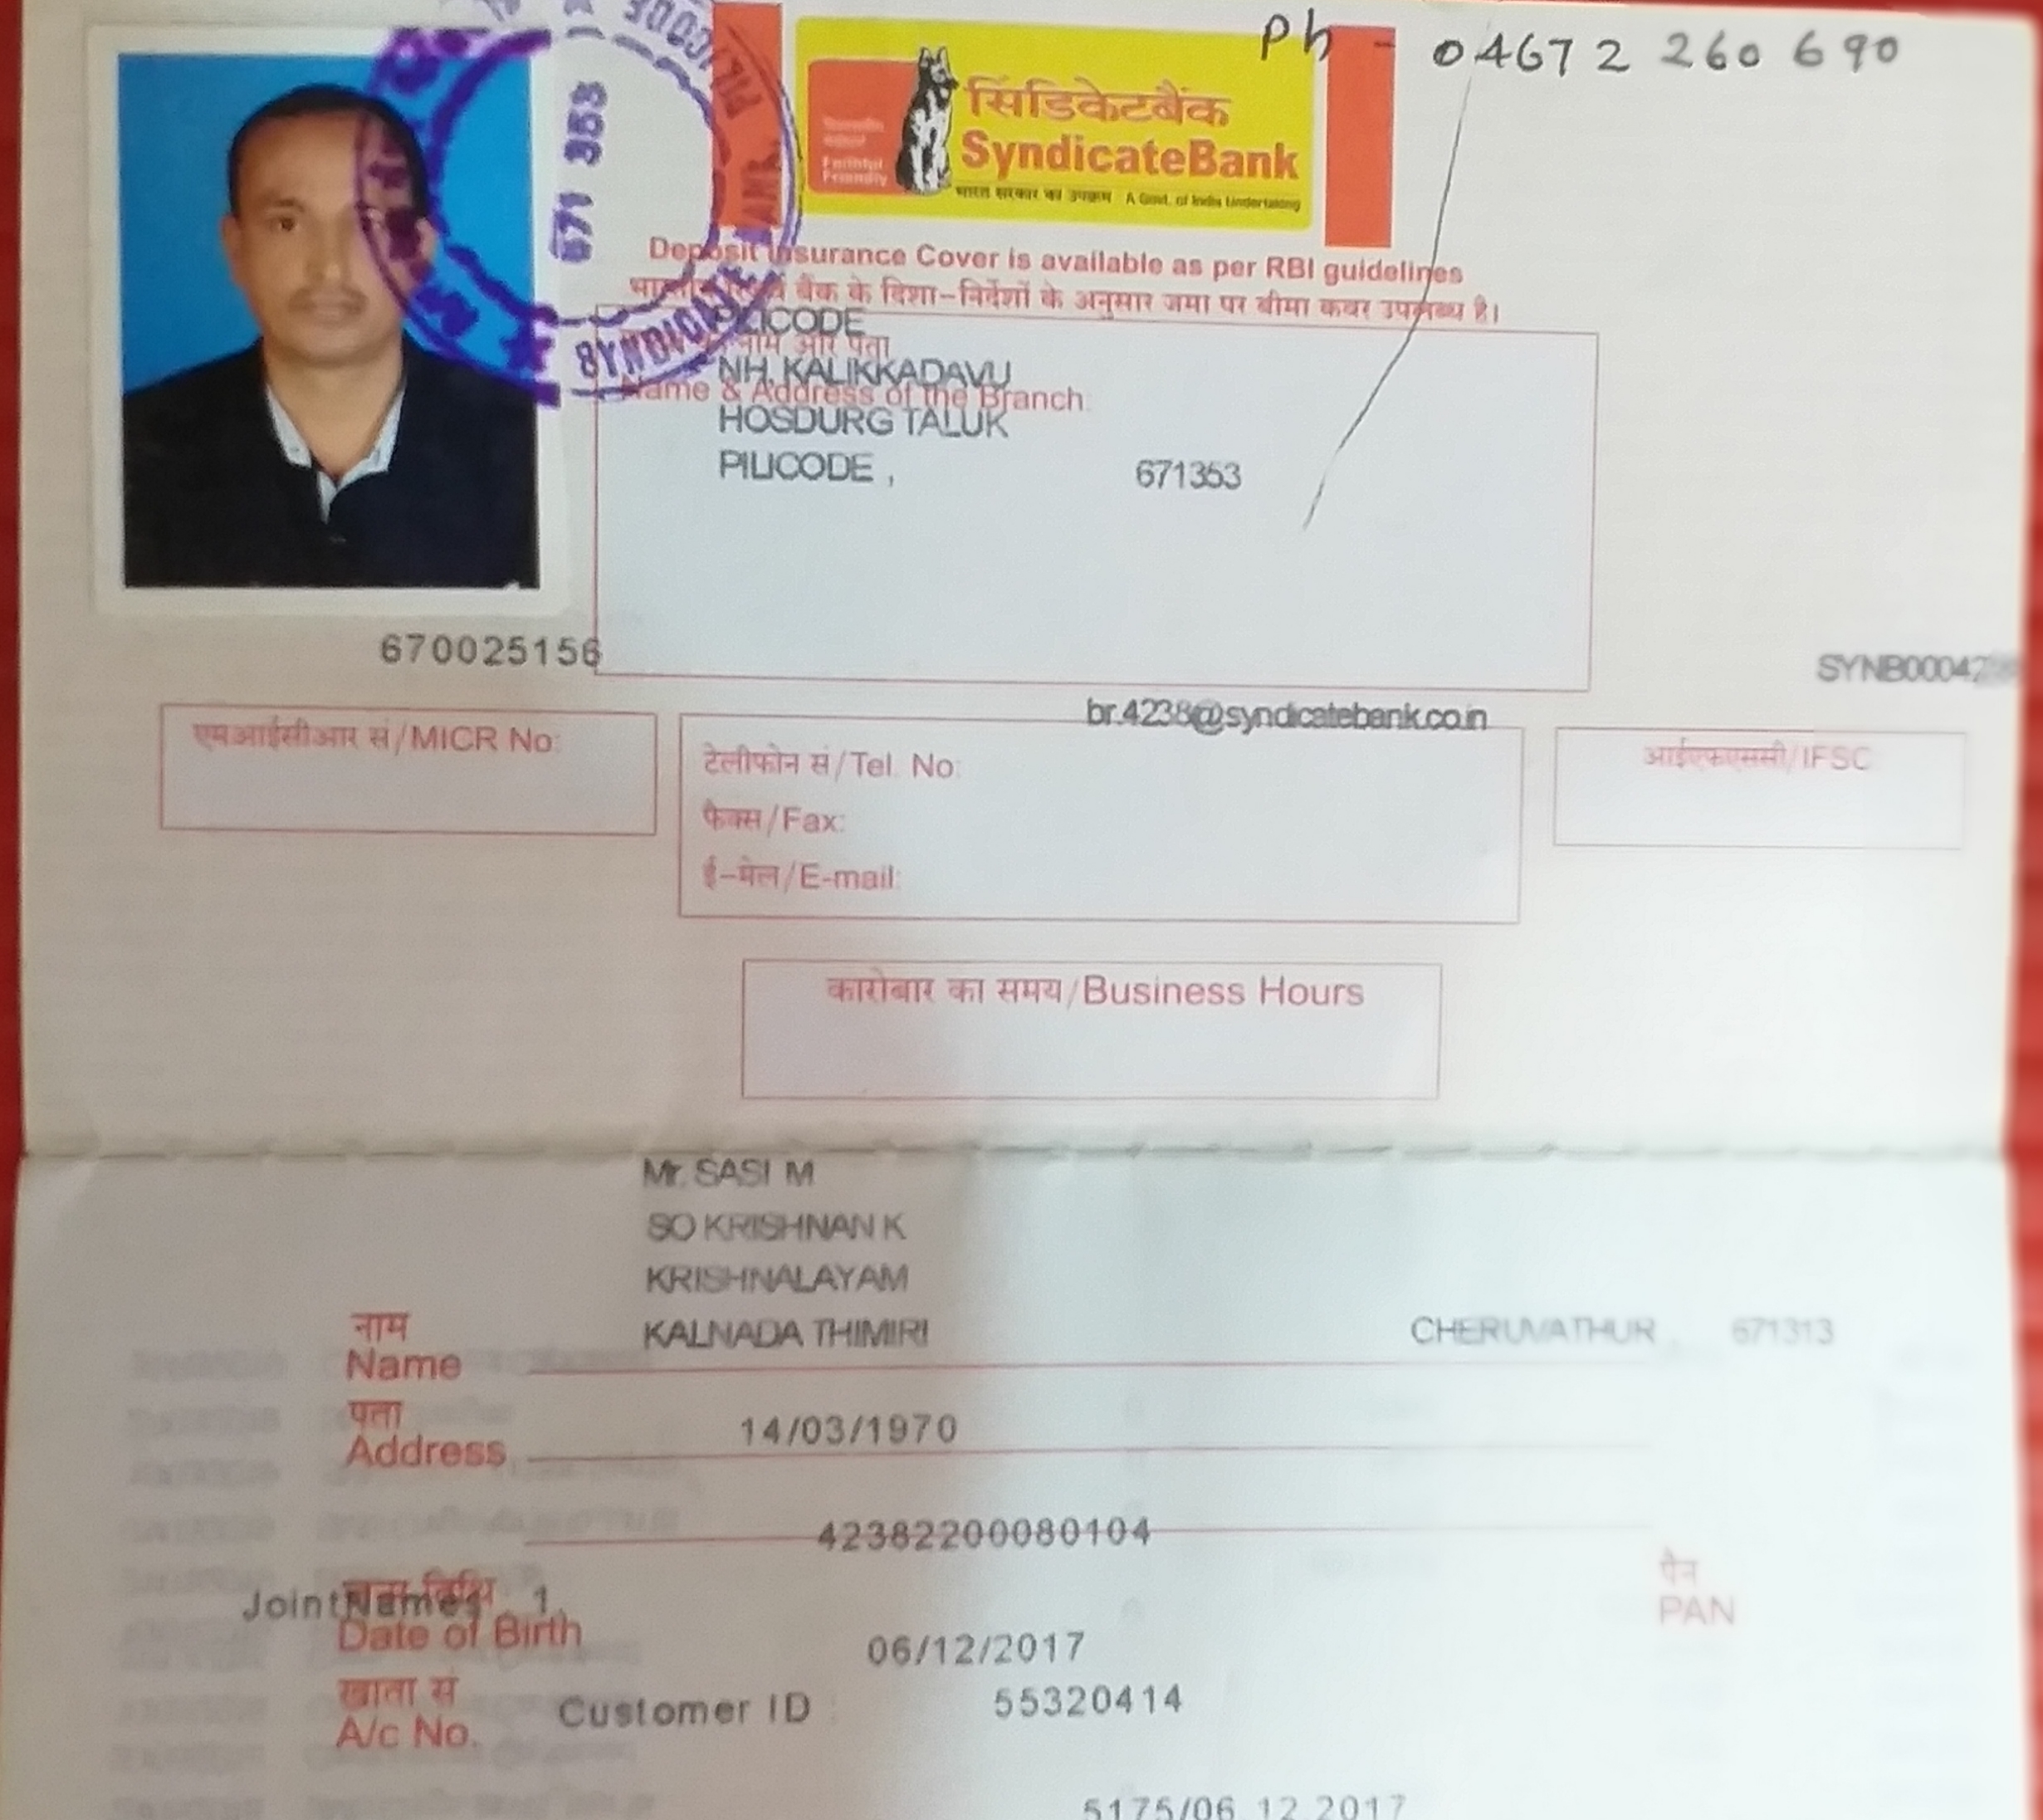 ph - 04672 260 690
सिंडिकेटबैंक
SyndicateBank
Faithful
Friendly
भारत सरकार का उपक्रम A Govt. of India Undertaking
671 353
SYNDICATE BANK
Deposit Insurance Cover is available as per RBI guidelines
भारतीय रिज़र्व बैंक के दिशा-निर्देशों के अनुसार जमा पर बीमा कवर उपलब्ध है।
PILICODE
नाम और पता
NH, KALIKKADAVU
Name & Address of the Branch
HOSDURG TALUK
PILICODE , 671353
670025156
SYNB0004
br.4238@syndicatebank.co.in
एमआईसीआर सं/MICR No:
टेलीफोन सं/Tel. No:
आईएफएससी/IFSC
फैक्स/Fax:
ई-मेल/E-mail:
कारोबार का समय/Business Hours
Mr. SASI M
SO KRISHNAN K
KRISHNALAYAM
KALNADA THIMIRI CHERUVATHUR , 671313
नाम
Name
पता
Address
14/03/1970
42382200080104
पैन
PAN
जन्म तिथि
JointNames 1.
Date of Birth
06/12/2017
खाता सं
A/c No.
Customer ID : 55320414
5175/06.12.2017